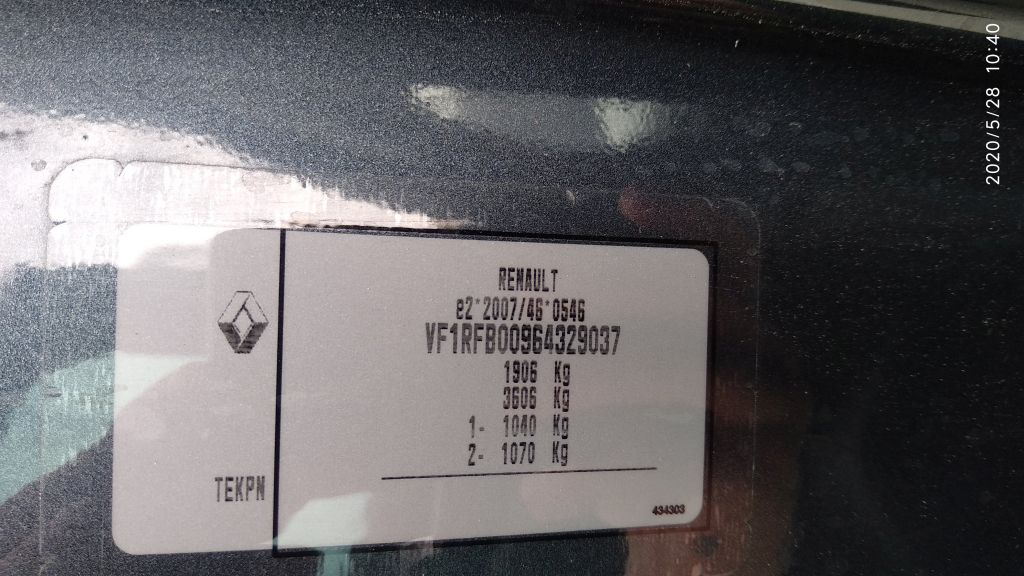 RENAULT
e2*2007/46*0546
VF1RFB00964329037
1906 Kg
3606 Kg
1- 1040 Kg
2- 1070 Kg
TEKPN
434303
2020/5/28 10:40